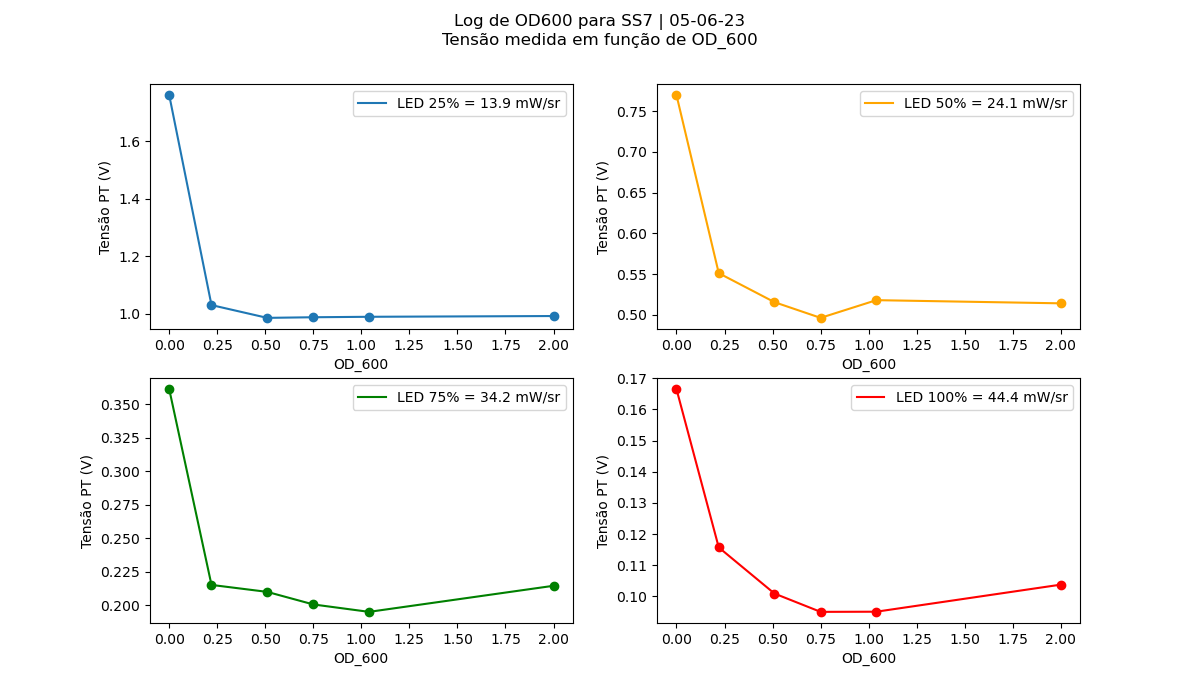 Log de OD600 para SS7 | 05-06-23
Tensão medida em função de OD_600
LED 25% = 13.9 mW/sr
Tensão PT (V)
1.6
1.4
1.2
1.0
0.00 0.25 0.50 0.75 1.00 1.25 1.50 1.75 2.00
OD_600
LED 50% = 24.1 mW/sr
Tensão PT (V)
0.75
0.70
0.65
0.60
0.55
0.50
0.00 0.25 0.50 0.75 1.00 1.25 1.50 1.75 2.00
OD_600
LED 75% = 34.2 mW/sr
Tensão PT (V)
0.350
0.325
0.300
0.275
0.250
0.225
0.200
0.00 0.25 0.50 0.75 1.00 1.25 1.50 1.75 2.00
OD_600
LED 100% = 44.4 mW/sr
Tensão PT (V)
0.17
0.16
0.15
0.14
0.13
0.12
0.11
0.10
0.00 0.25 0.50 0.75 1.00 1.25 1.50 1.75 2.00
OD_600